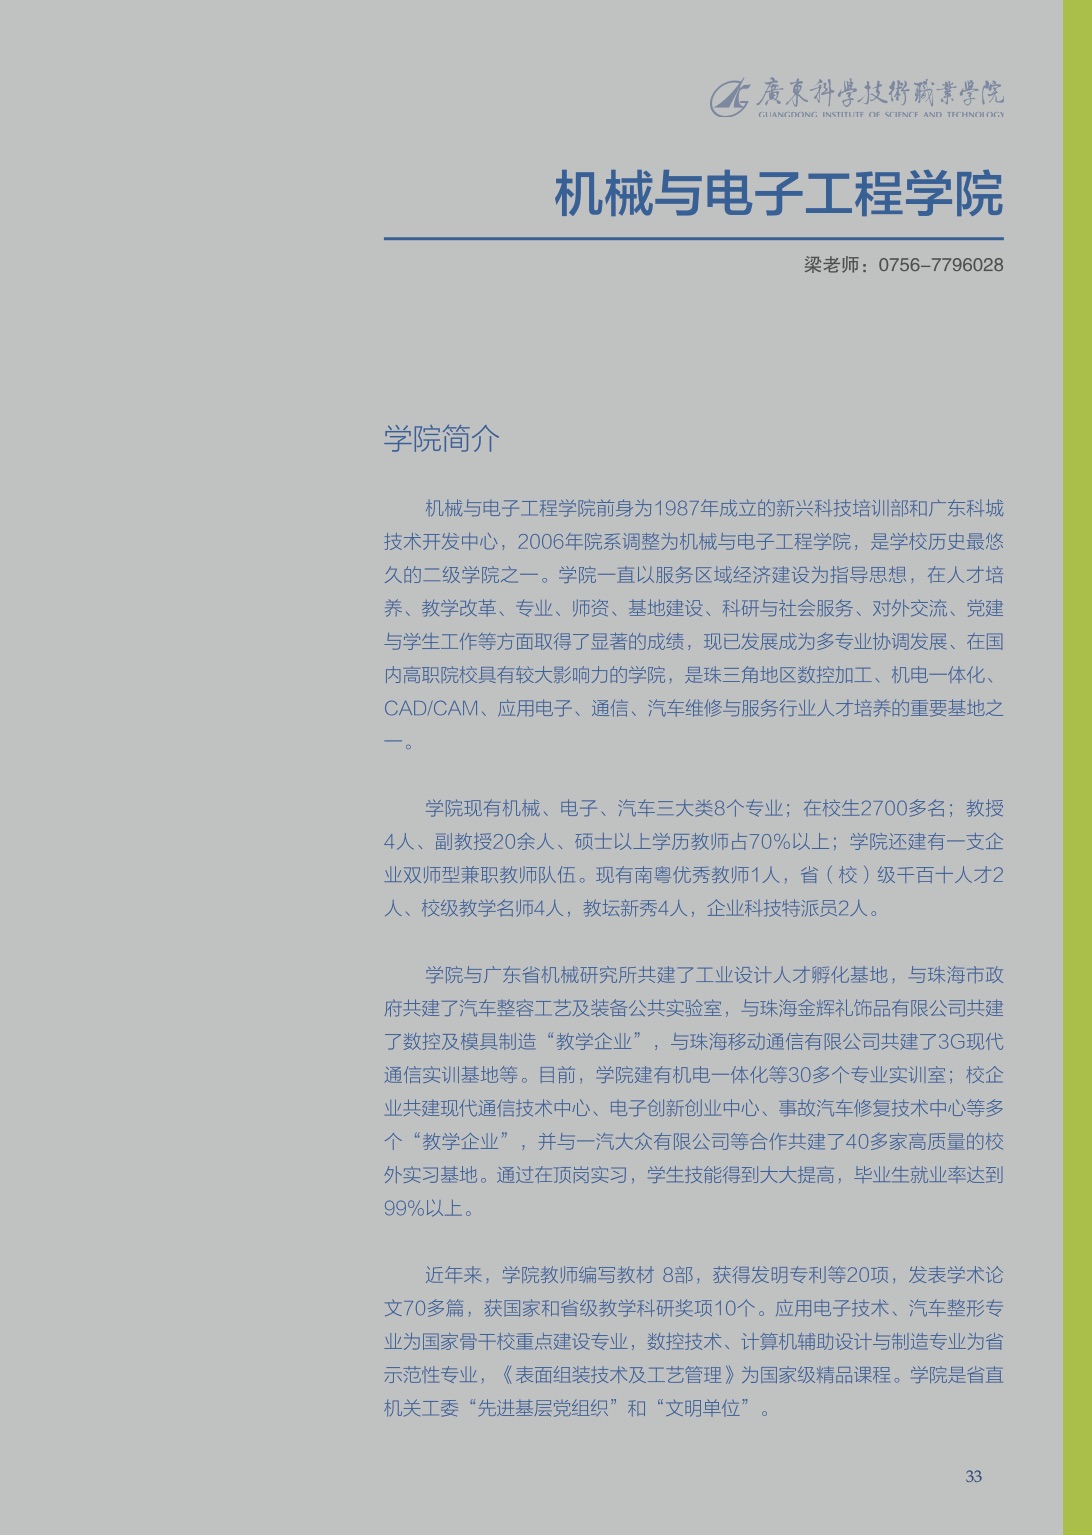 廣東科学技術職業学院
GUANGDONG INSTITUTE OF SCIENCE AND TECHNOLOGY
机械与电子工程学院
梁老师：0756-7796028
学院简介
机械与电子工程学院前身为1987年成立的新兴科技培训部和广东科城
技术开发中心，2006年院系调整为机械与电子工程学院，是学校历史最悠
久的二级学院之一。学院一直以服务区域经济建设为指导思想，在人才培
养、教学改革、专业、师资、基地建设、科研与社会服务、对外交流、党建
与学生工作等方面取得了显著的成绩，现已发展成为多专业协调发展、在国
内高职院校具有较大影响力的学院，是珠三角地区数控加工、机电一体化、
CAD/CAM、应用电子、通信、汽车维修与服务行业人才培养的重要基地之
一。
学院现有机械、电子、汽车三大类8个专业；在校生2700多名；教授
4人、副教授20余人、硕士以上学历教师占70%以上；学院还建有一支企
业双师型兼职教师队伍。现有南粤优秀教师1人，省（校）级千百十人才2
人、校级教学名师4人，教坛新秀4人，企业科技特派员2人。
学院与广东省机械研究所共建了工业设计人才孵化基地，与珠海市政
府共建了汽车整容工艺及装备公共实验室，与珠海金辉礼饰品有限公司共建
了数控及模具制造“教学企业”，与珠海移动通信有限公司共建了3G现代
通信实训基地等。目前，学院建有机电一体化等30多个专业实训室；校企
业共建现代通信技术中心、电子创新创业中心、事故汽车修复技术中心等多
个“教学企业”，并与一汽大众有限公司等合作共建了40多家高质量的校
外实习基地。通过在顶岗实习，学生技能得到大大提高，毕业生就业率达到
99%以上。
近年来，学院教师编写教材 8部，获得发明专利等20项，发表学术论
文70多篇，获国家和省级教学科研奖项10个。应用电子技术、汽车整形专
业为国家骨干校重点建设专业，数控技术、计算机辅助设计与制造专业为省
示范性专业，《表面组装技术及工艺管理》为国家级精品课程。学院是省直
机关工委“先进基层党组织”和“文明单位”。
33